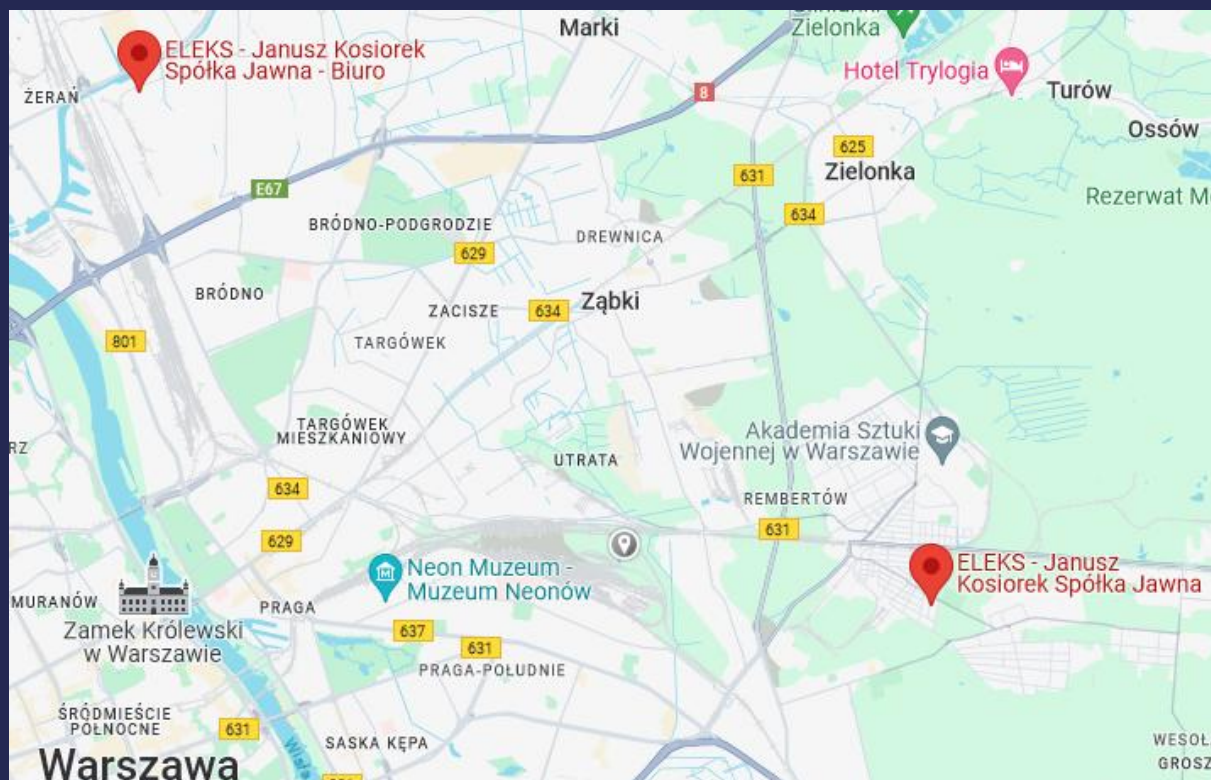 Marki
Zielonka
ELEKS - Janusz Kosiorek
Spółka Jawna - Biuro
Hotel Trylogia
8
Turów
ŻERAŃ
Ossów
625
631
Zielonka
E67
Rezerwat
634
BRÓDNO-PODGRODZIE
DREWNICA
629
BRÓDNO
ZACISZE
634
Ząbki
801
TARGÓWEK
TARGÓWEK
MIESZKANIOWY
Akademia Sztuki
Wojennej w Warszawie
RZ
UTRATA
634
REMBERTÓW
631
629
ELEKS - Janusz
Kosiorek Spółka Jawna
Neon Muzeum -
Muzeum Neonów
MURANÓW
PRAGA
Zamek Królewski
w Warszawie
637
631
PRAGA-POŁUDNIE
ŚRÓDMIEŚCIE
PÓŁNOCNE
631
SASKA KĘPA
Wisła
WESOŁ
GROSZ
Warszawa